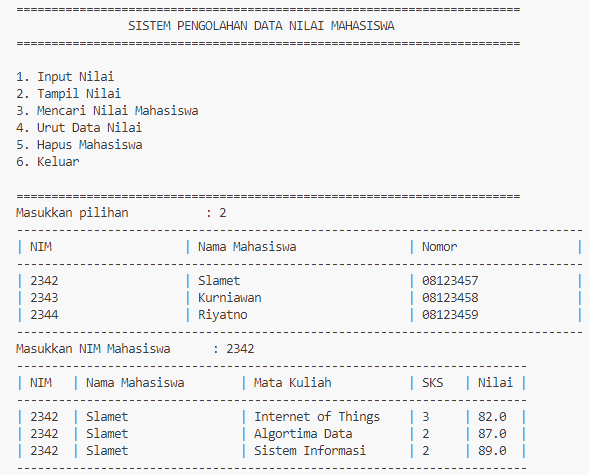 ========================================================================
SISTEM PENGOLAHAN DATA NILAI MAHASISWA
========================================================================
1. Input Nilai
2. Tampil Nilai
3. Mencari Nilai Mahasiswa
4. Urut Data Nilai
5. Hapus Mahasiswa
6. Keluar
========================================================================
Masukkan pilihan : 2
---------------------------------------------------------------------------------
| NIM | Nama Mahasiswa | Nomor |
---------------------------------------------------------------------------------
| 2342 | Slamet | 08123457 |
| 2343 | Kurniawan | 08123458 |
| 2344 | Riyatno | 08123459 |
---------------------------------------------------------------------------------
Masukkan NIM Mahasiswa : 2342
-------------------------------------------------------------------------
| NIM | Nama Mahasiswa | Mata Kuliah | SKS | Nilai |
-------------------------------------------------------------------------
| 2342 | Slamet | Internet of Things | 3 | 82.0 |
| 2342 | Slamet | Algortima Data | 2 | 87.0 |
| 2342 | Slamet | Sistem Informasi | 2 | 89.0 |
-------------------------------------------------------------------------